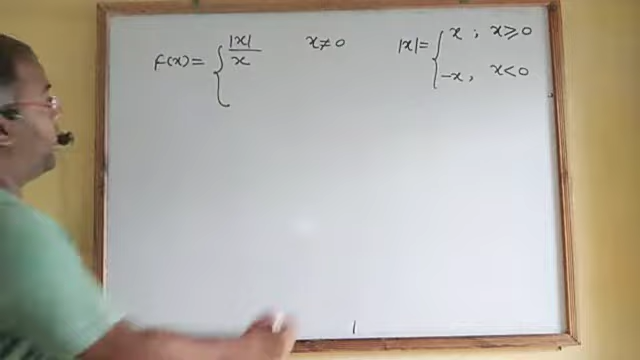 f(x) = { |x|/x    x≠0
|x| = { x ; x⩾0
-x , x<0